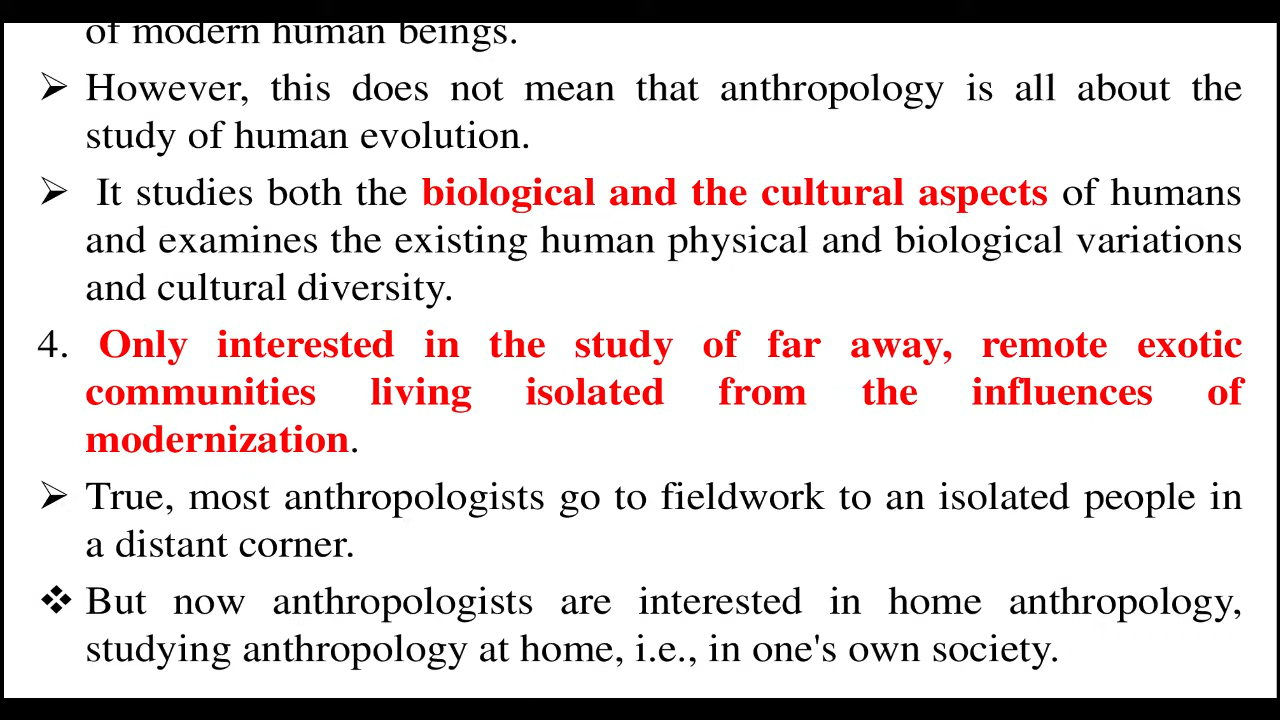 of modern human beings.
➢ However, this does not mean that anthropology is all about the
study of human evolution.
➢ It studies both the biological and the cultural aspects of humans
and examines the existing human physical and biological variations
and cultural diversity.
4. Only interested in the study of far away, remote exotic
communities living isolated from the influences of
modernization.
➢ True, most anthropologists go to fieldwork to an isolated people in
a distant corner.
❖ But now anthropologists are interested in home anthropology,
studying anthropology at home, i.e., in one's own society.